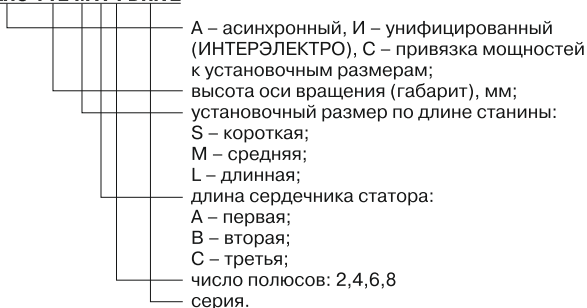 А – асинхронный, И – унифицированный
(ИНТЕРЭЛЕКТРО), С – привязка мощностей
к установочным размерам;
высота оси вращения (габарит), мм;
установочный размер по длине станины:
S – короткая;
M – средняя;
L – длинная;
длина сердечника статора:
А – первая;
В – вторая;
С – третья;
число полюсов: 2,4,6,8
серия.